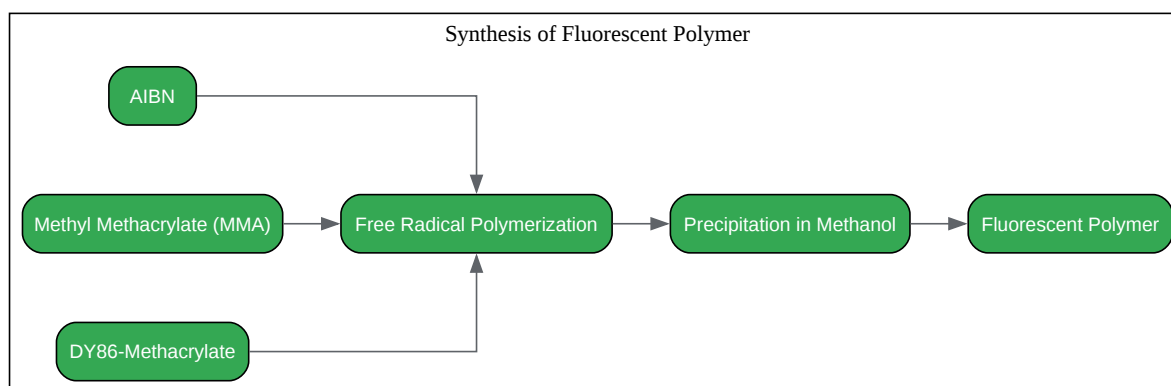 Synthesis of Fluorescent Polymer
AIBN
Methyl Methacrylate (MMA)
Free Radical Polymerization
Precipitation in Methanol
Fluorescent Polymer
DY86-Methacrylate